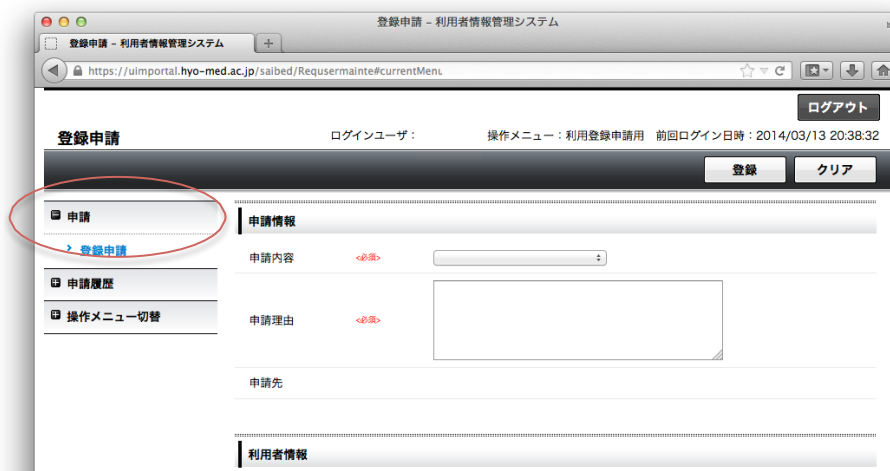 登録申請 – 利用者情報管理システム
登録申請 – 利用者情報管理システム
https://uimportal.hyo-med.ac.jp/saibed/Requsermainte#currentMenu
ログアウト
登録申請 ログインユーザ： 操作メニュー：利用登録申請用 前回ログイン日時：2014/03/13 20:38:32
登録 クリア
申請
登録申請
申請履歴
操作メニュー切替
申請情報
申請内容 <必須>
申請理由 <必須>
申請先
利用者情報